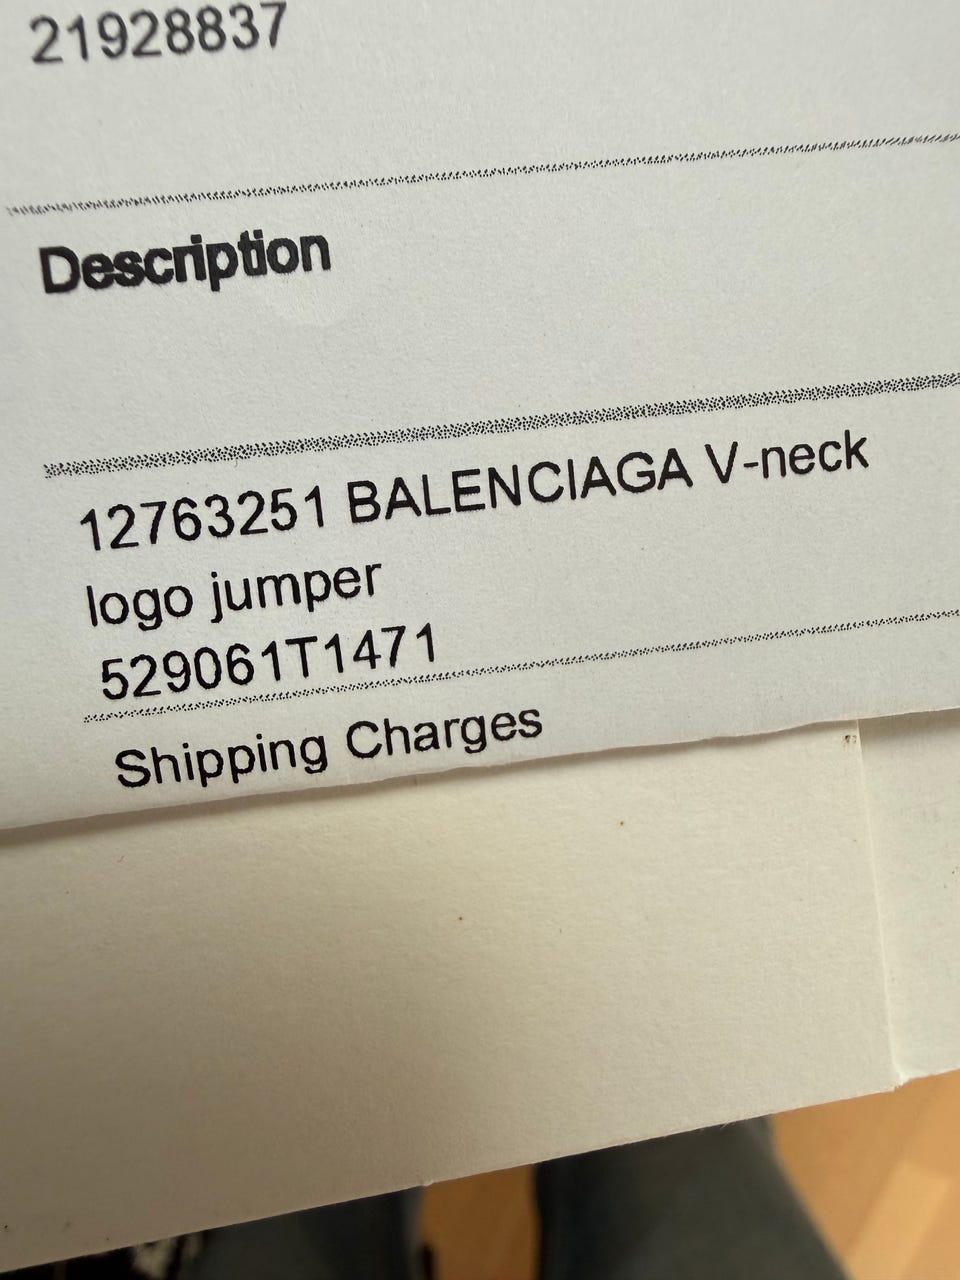 21928837
Description
12763251 BALENCIAGA V-neck
logo jumper
529061T1471
Shipping Charges